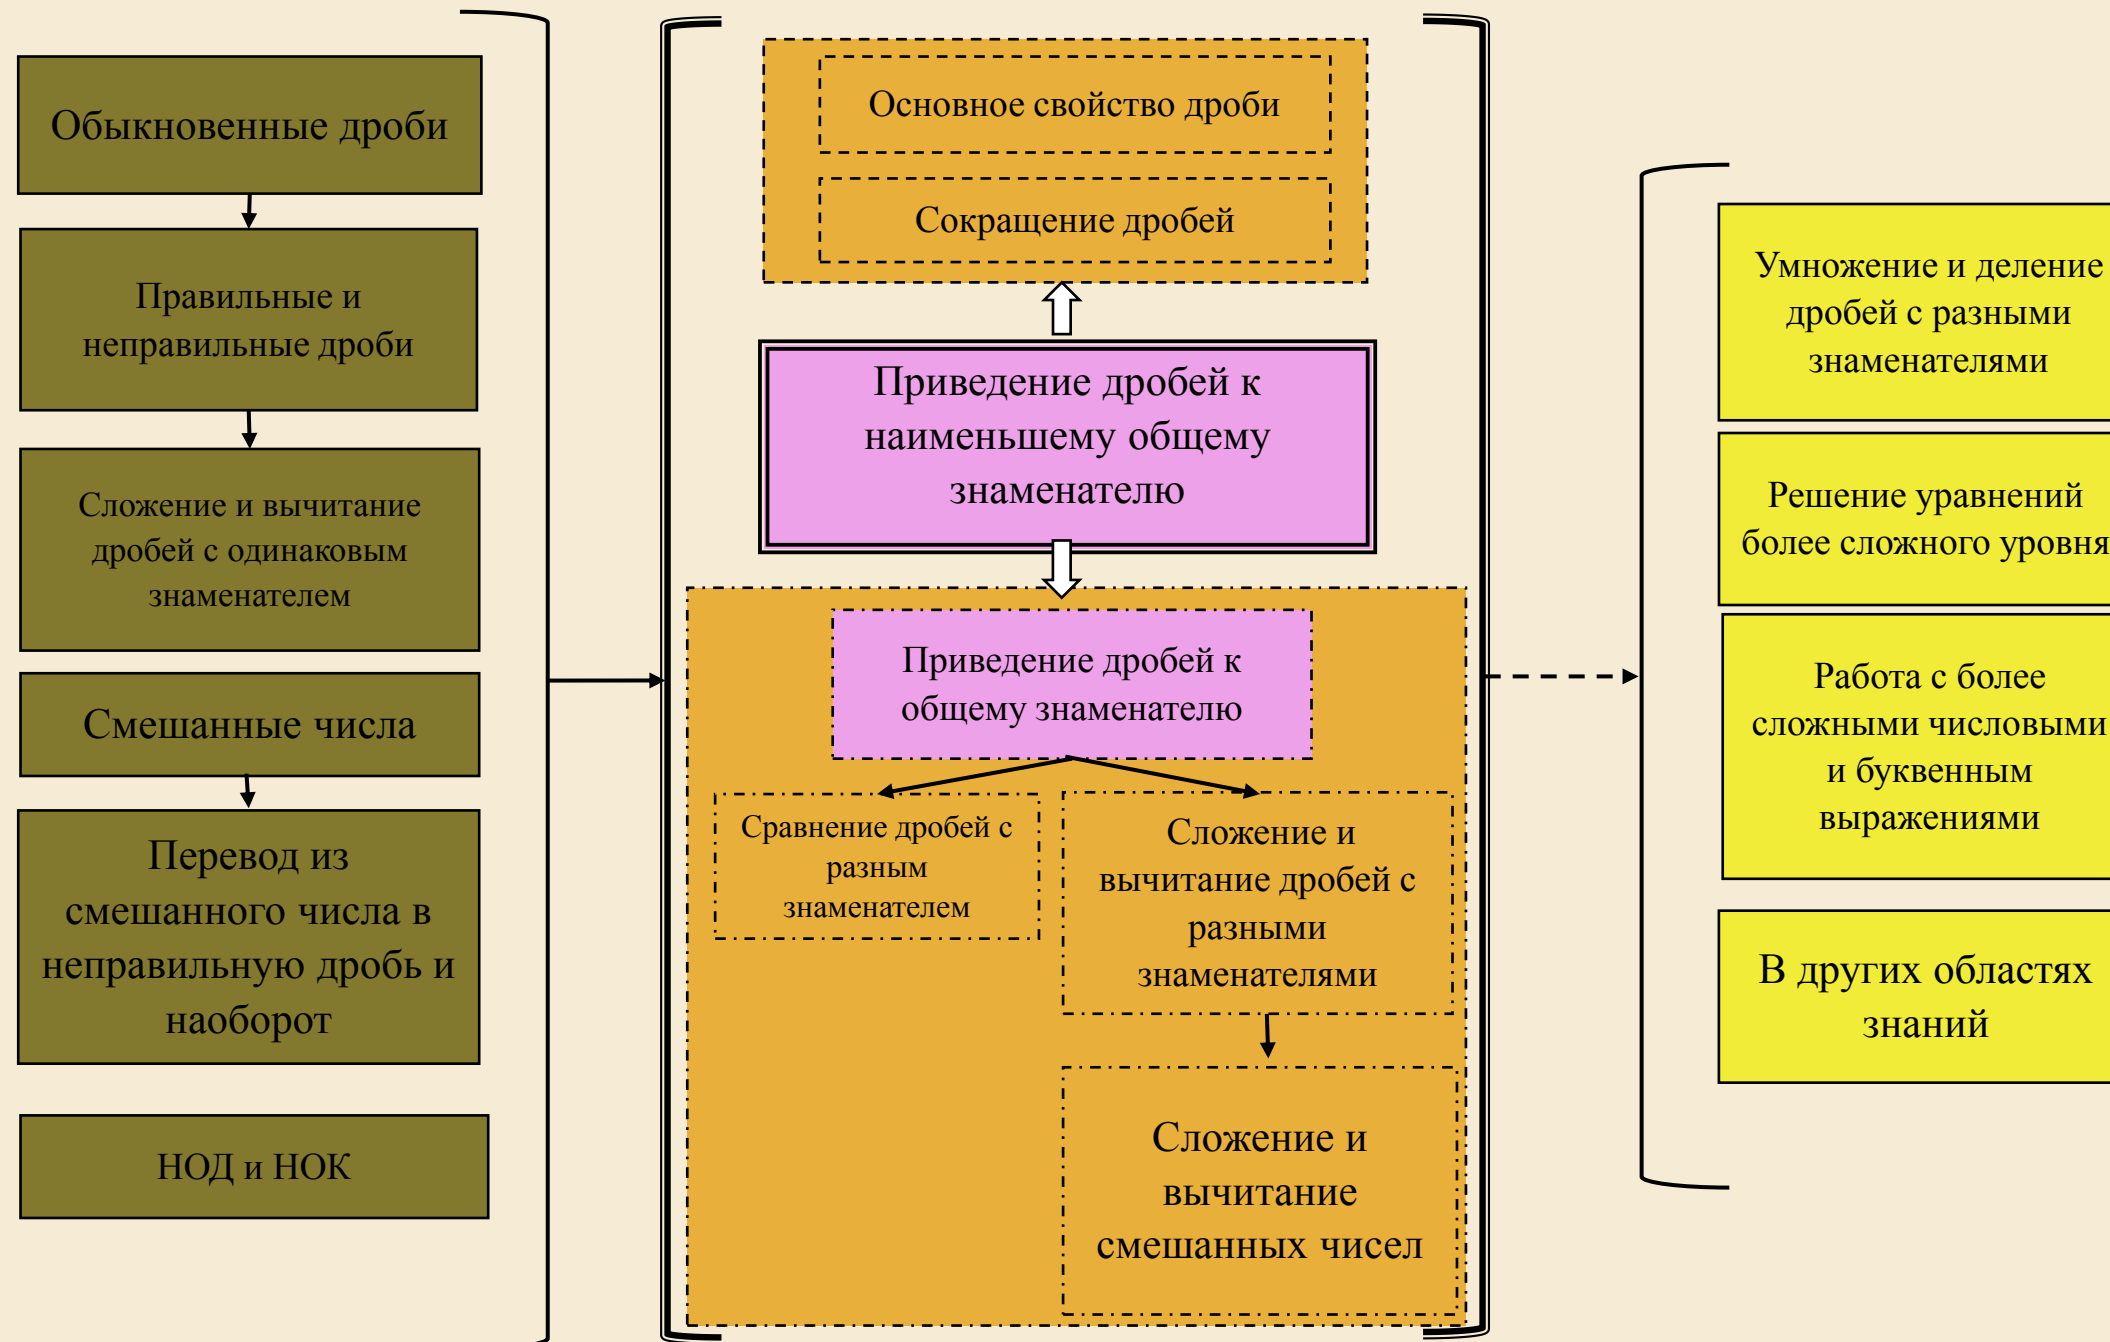 Обыкновенные дроби
Правильные и
неправильные дроби
Сложение и вычитание
дробей с одинаковым
знаменателем
Смешанные числа
Перевод из
смешанного числа в
неправильную дробь и
наоборот
НОД и НОК
Основное свойство дроби
Сокращение дробей
Приведение дробей к
наименьшему общему
знаменателю
Приведение дробей к
общему знаменателю
Сравнение дробей с
разным
знаменателем
Сложение и
вычитание дробей с
разными
знаменателями
Сложение и
вычитание
смешанных чисел
Умножение и деление
дробей с разными
знаменателями
Решение уравнений
более сложного уровня
Работа с более
сложными числовыми
и буквенным
выражениями
В других областях
знаний